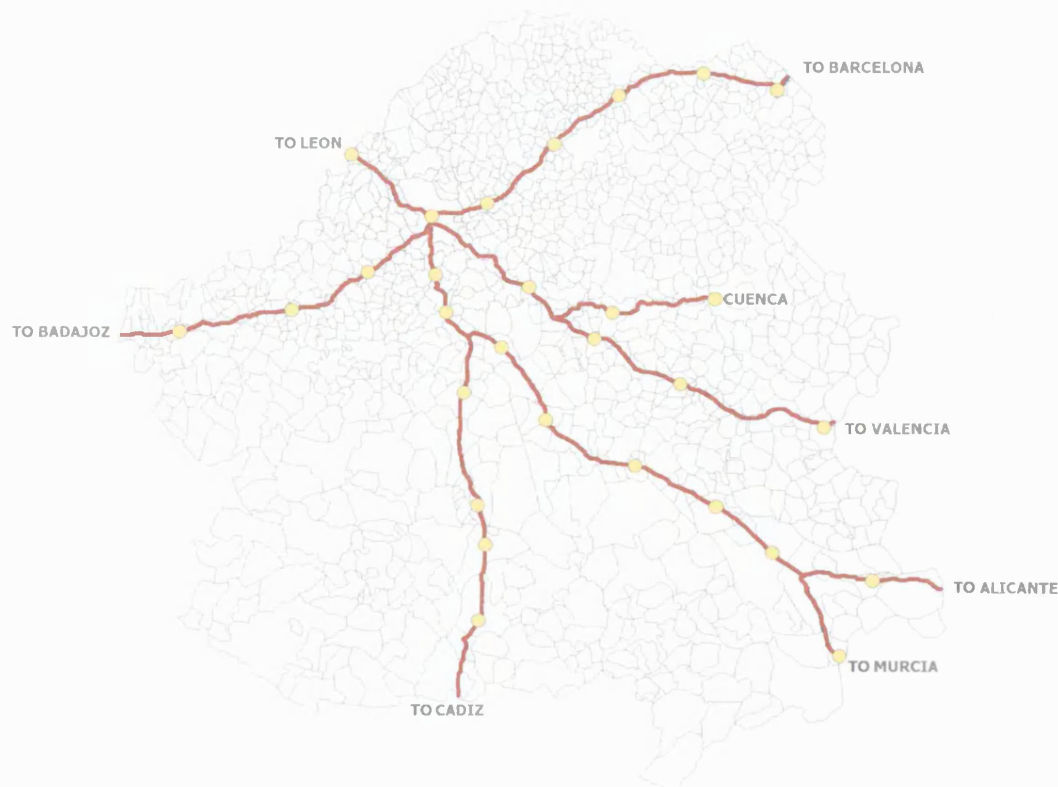 TO BARCELONA
TO LEON
CUENCA
TO BADAJOZ
TO VALENCIA
TO ALICANTE
TO MURCIA
TO CADIZ